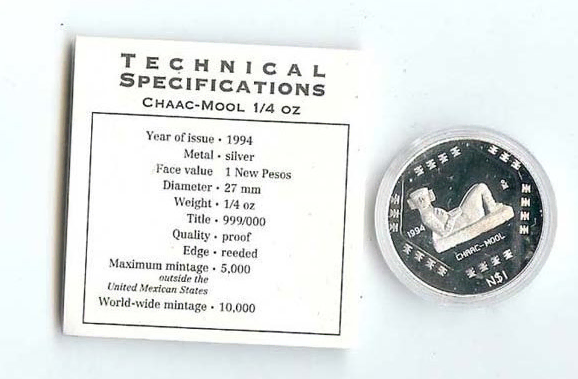 TECHNICAL
SPECIFICATIONS
CHAAC-MOOL 1/4 OZ
Year of issue · 1994
Metal · silver
Face value 1 New Pesos
Diameter · 27 mm
Weight · 1/4 oz
Title · 999/000
Quality · proof
Edge · reeded
Maximum mintage · 5,000
outside the
United Mexican States
World-wide mintage · 10,000
1994
CHAAC-MOOL
N$1